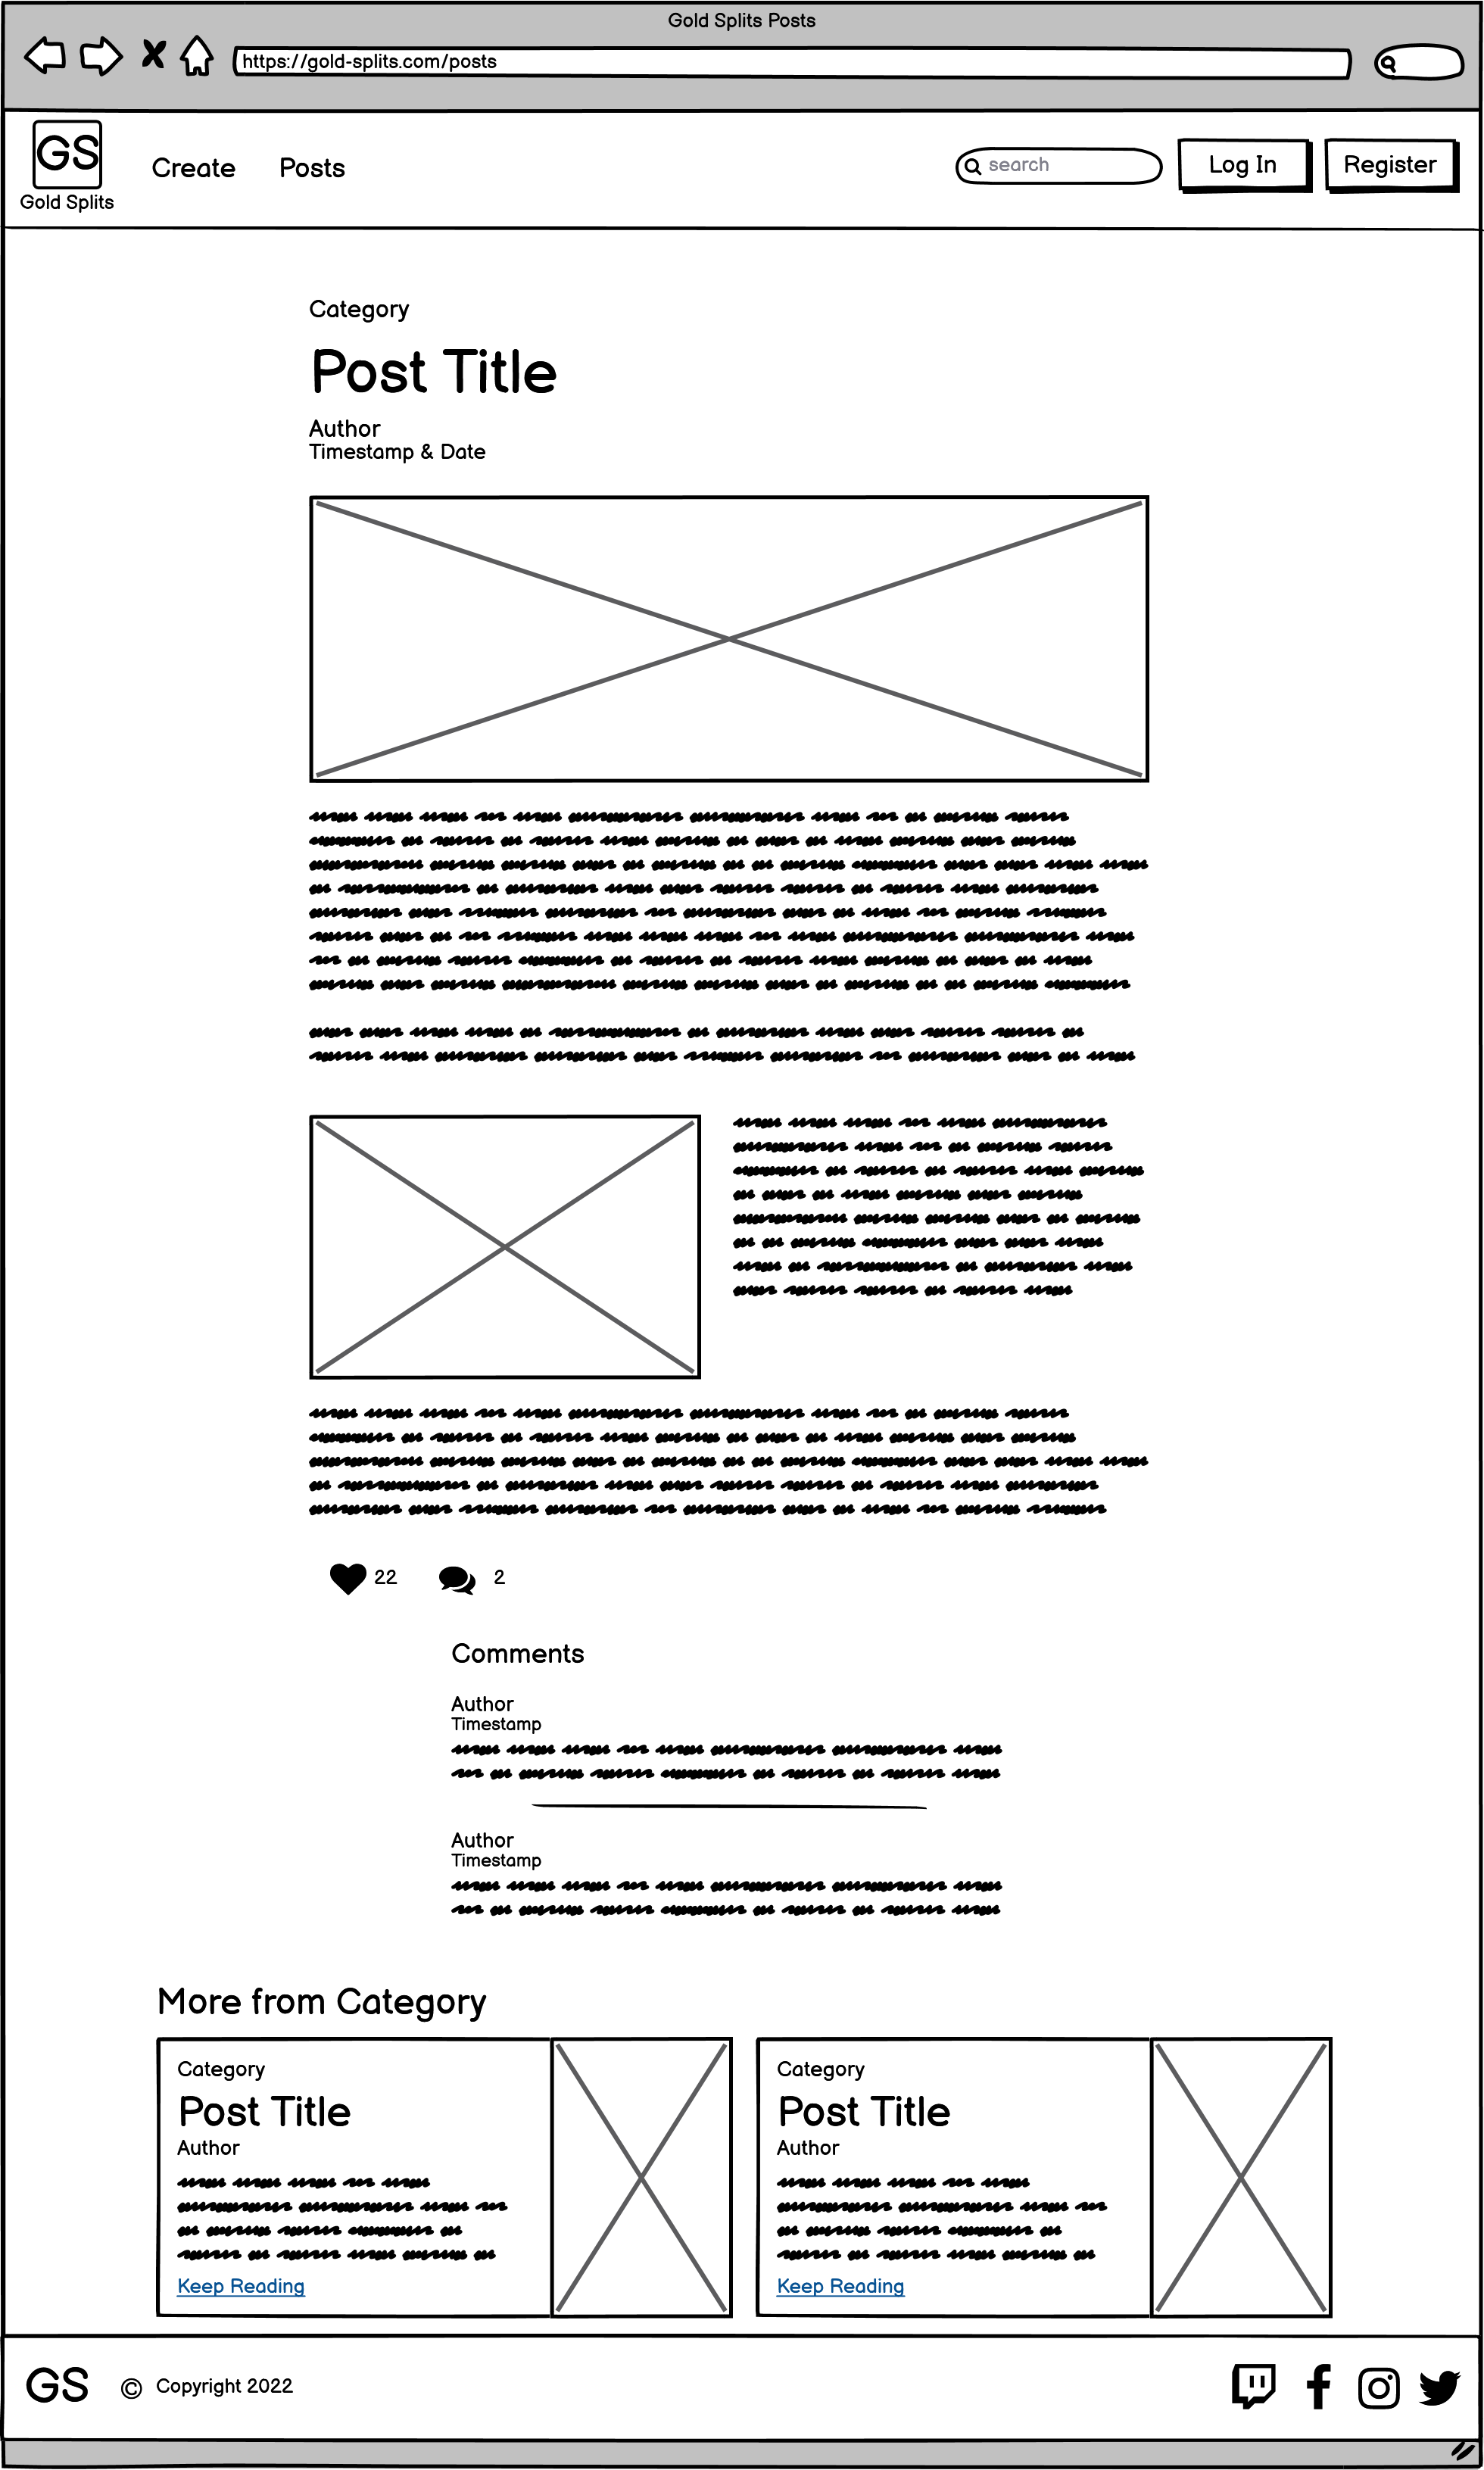 Gold Splits Posts
https://gold-splits.com/posts
GS
Gold Splits
Create
Posts
search
Log In
Register
Category
Post Title
Author
Timestamp & Date
22
2
Comments
Author
Timestamp
Author
Timestamp
More from Category
Category
Post Title
Author
Keep Reading
Category
Post Title
Author
Keep Reading
GS
© Copyright 2022